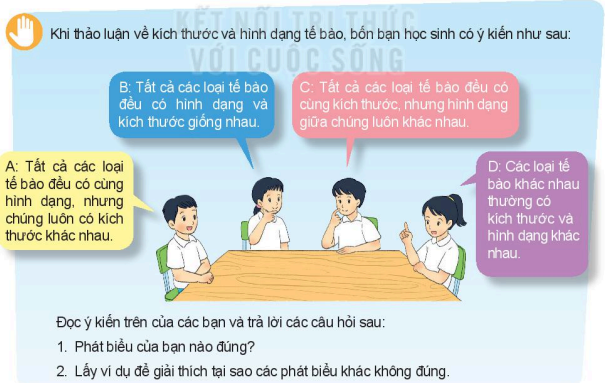 KẾT NỐI TRI THỨC
VỚI CUỘC SỐNG
Khi thảo luận về kích thước và hình dạng tế bào, bốn bạn học sinh có ý kiến như sau:
B: Tất cả các loại tế bào
đều có hình dạng và
kích thước giống nhau.
C: Tất cả các loại tế bào đều có
cùng kích thước, nhưng hình dạng
giữa chúng luôn khác nhau.
A: Tất cả các loại
tế bào đều có cùng
hình dạng, nhưng
chúng luôn có kích
thước khác nhau.
D: Các loại tế
bào khác nhau
thường có
kích thước và
hình dạng khác
nhau.
Đọc ý kiến trên của các bạn và trả lời các câu hỏi sau:
1. Phát biểu của bạn nào đúng?
2. Lấy ví dụ để giải thích tại sao các phát biểu khác không đúng.